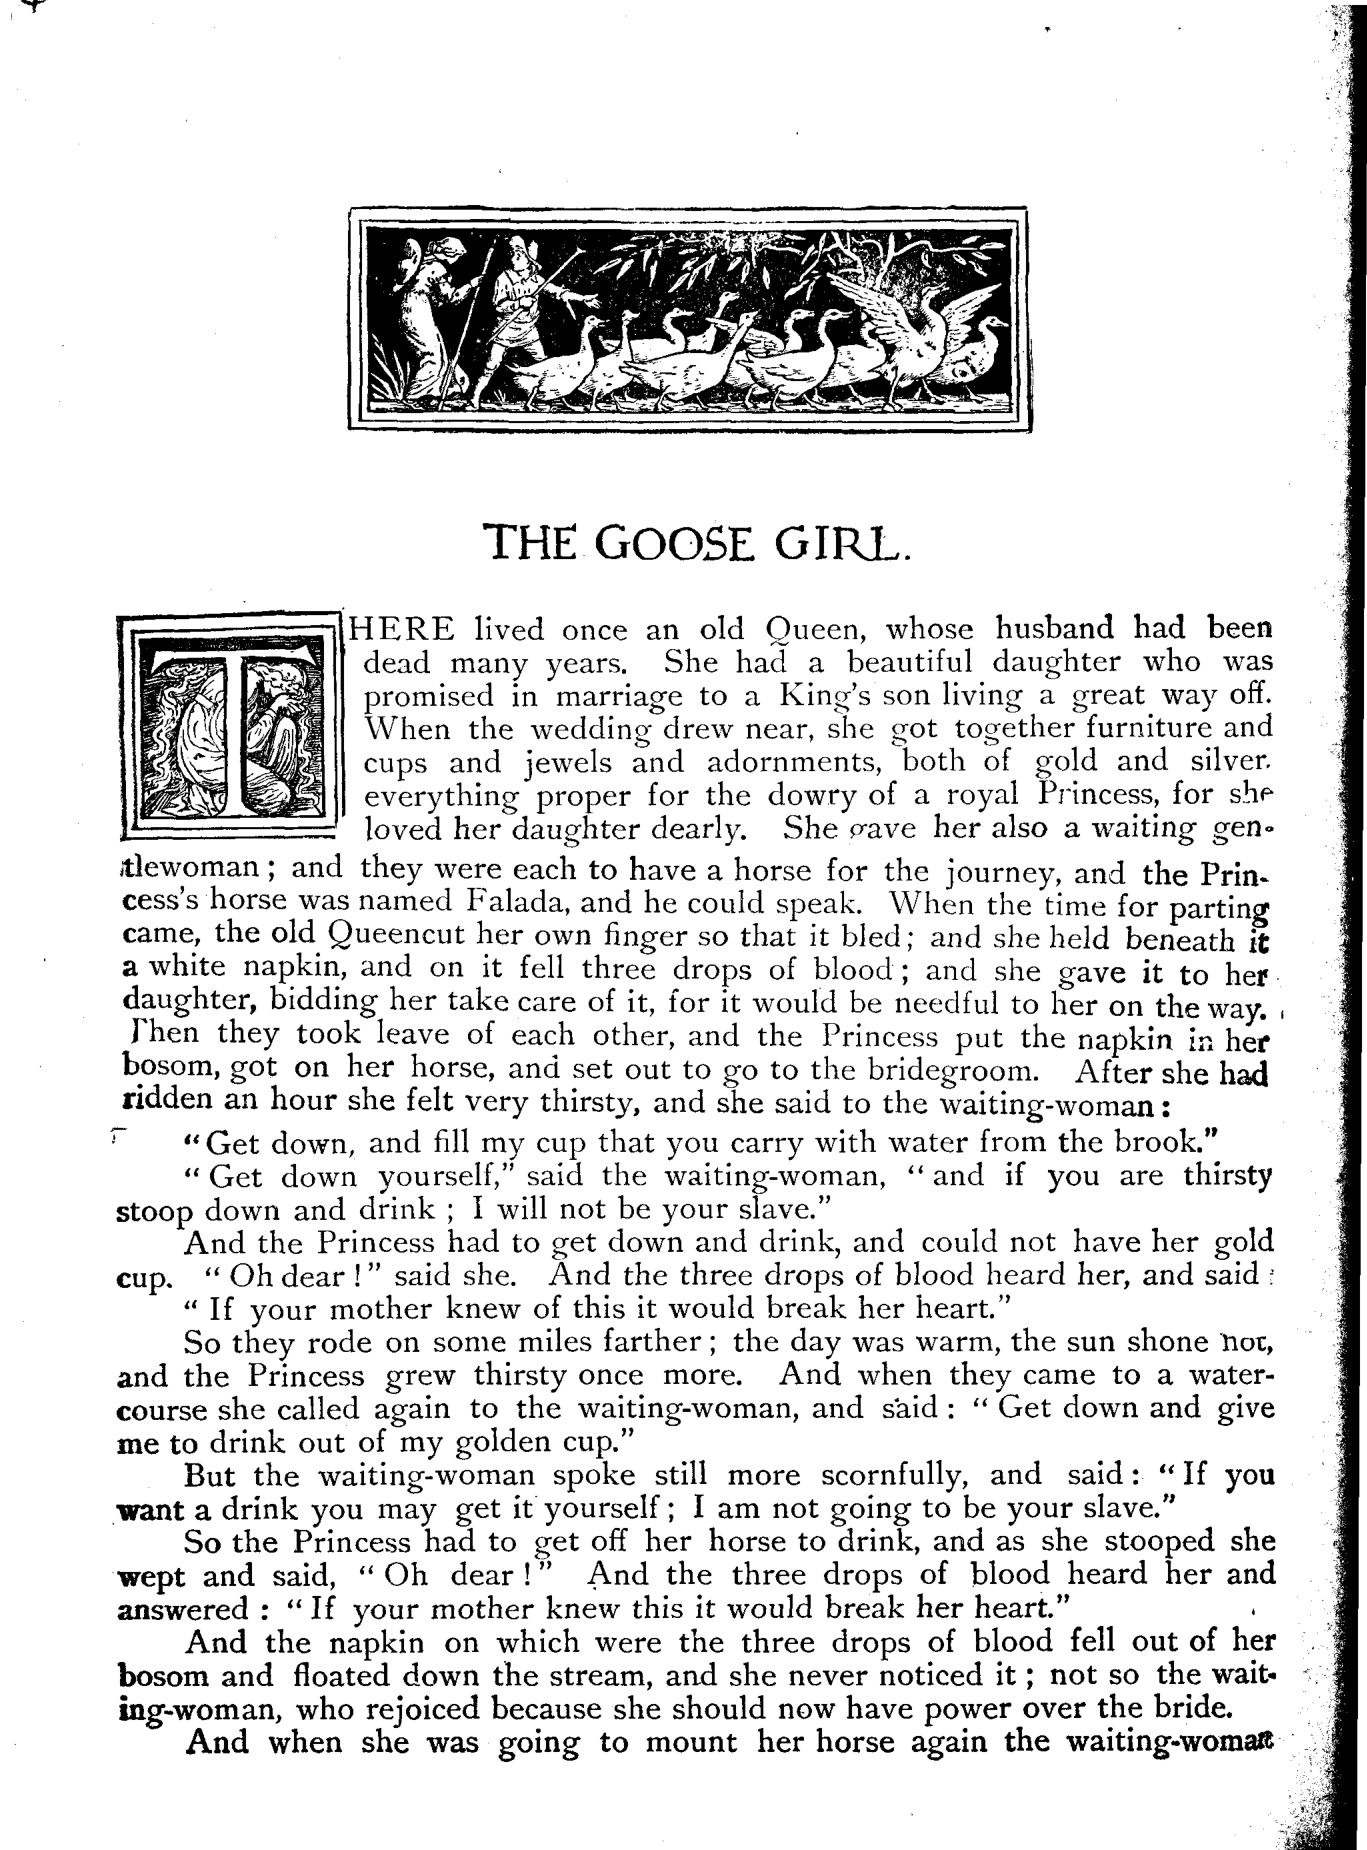 THE GOOSE GIRL.
THERE lived once an old Queen, whose husband had been
dead many years. She had a beautiful daughter who was
promised in marriage to a King's son living a great way off.
When the wedding drew near, she got together furniture and
cups and jewels and adornments, both of gold and silver.
everything proper for the dowry of a royal Princess, for she
loved her daughter dearly. She gave her also a waiting gen-
tlewoman; and they were each to have a horse for the journey, and the Prin-
cess's horse was named Falada, and he could speak. When the time for parting
came, the old Queencut her own finger so that it bled; and she held beneath it
a white napkin, and on it fell three drops of blood; and she gave it to her
daughter, bidding her take care of it, for it would be needful to her on the way.
Then they took leave of each other, and the Princess put the napkin in her
bosom, got on her horse, and set out to go to the bridegroom. After she had
ridden an hour she felt very thirsty, and she said to the waiting-woman:
"Get down, and fill my cup that you carry with water from the brook."
"Get down yourself," said the waiting-woman, "and if you are thirsty
stoop down and drink; I will not be your slave."
And the Princess had to get down and drink, and could not have her gold
cup. "Oh dear!" said she. And the three drops of blood heard her, and said:
"If your mother knew of this it would break her heart."
So they rode on some miles farther; the day was warm, the sun shone hot,
and the Princess grew thirsty once more. And when they came to a water-
course she called again to the waiting-woman, and said: "Get down and give
me to drink out of my golden cup."
But the waiting-woman spoke still more scornfully, and said: "If you
want a drink you may get it yourself; I am not going to be your slave."
So the Princess had to get off her horse to drink, and as she stooped she
wept and said, "Oh dear!" And the three drops of blood heard her and
answered: "If your mother knew this it would break her heart."
And the napkin on which were the three drops of blood fell out of her
bosom and floated down the stream, and she never noticed it; not so the wait-
ing-woman, who rejoiced because she should now have power over the bride.
And when she was going to mount her horse again the waiting-woman